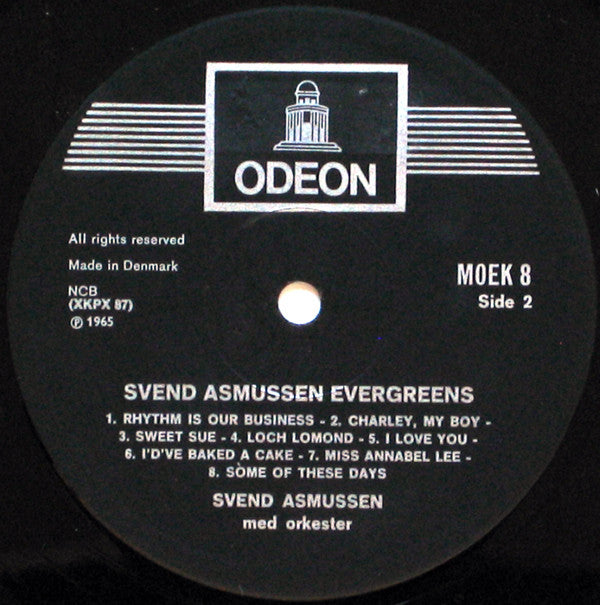 ODEON
All rights reserved
Made in Denmark
NCB
(XKPX 87)
℗ 1965
MOEK 8
Side 2
SVEND ASMUSSEN EVERGREENS
1. RHYTHM IS OUR BUSINESS - 2. CHARLEY, MY BOY -
3. SWEET SUE - 4. LOCH LOMOND - 5. I LOVE YOU -
6. I'D'VE BAKED A CAKE - 7. MISS ANNABEL LEE -
8. SOME OF THESE DAYS
SVEND ASMUSSEN
med orkester